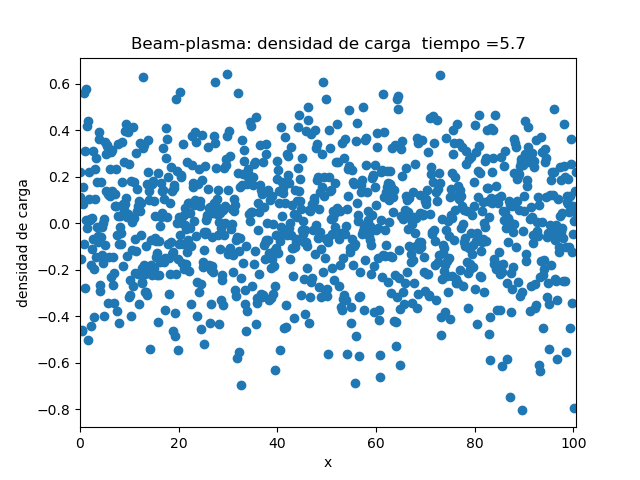 Beam-plasma: densidad de carga  tiempo =5.7
densidad de carga
0.6
0.4
0.2
0.0
−0.2
−0.4
−0.6
−0.8
0 20 40 60 80 100
x